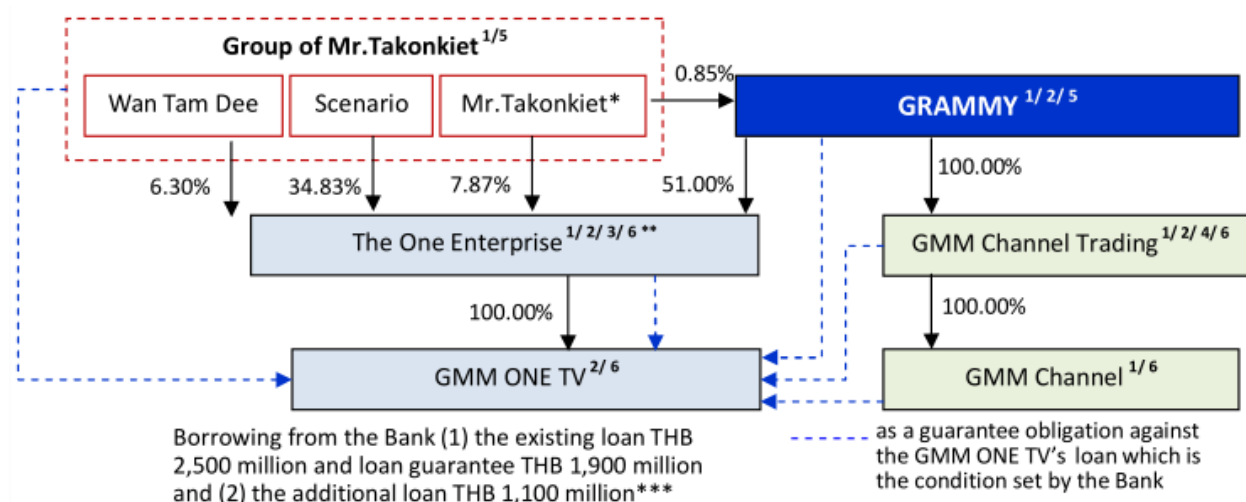 Group of Mr.Takonkiet 1/5
Wan Tam Dee
Scenario
Mr.Takonkiet*
0.85%
GRAMMY 1/ 2/ 5
6.30%
34.83%
7.87%
51.00%
100.00%
The One Enterprise 1/ 2/ 3/ 6 **
GMM Channel Trading 1/ 2/ 4/ 6
100.00%
100.00%
GMM ONE TV 2/ 6
GMM Channel 1/ 6
Borrowing from the Bank (1) the existing loan THB
2,500 million and loan guarantee THB 1,900 million
and (2) the additional loan THB 1,100 million***
as a guarantee obligation against
the GMM ONE TV's loan which is
the condition set by the Bank